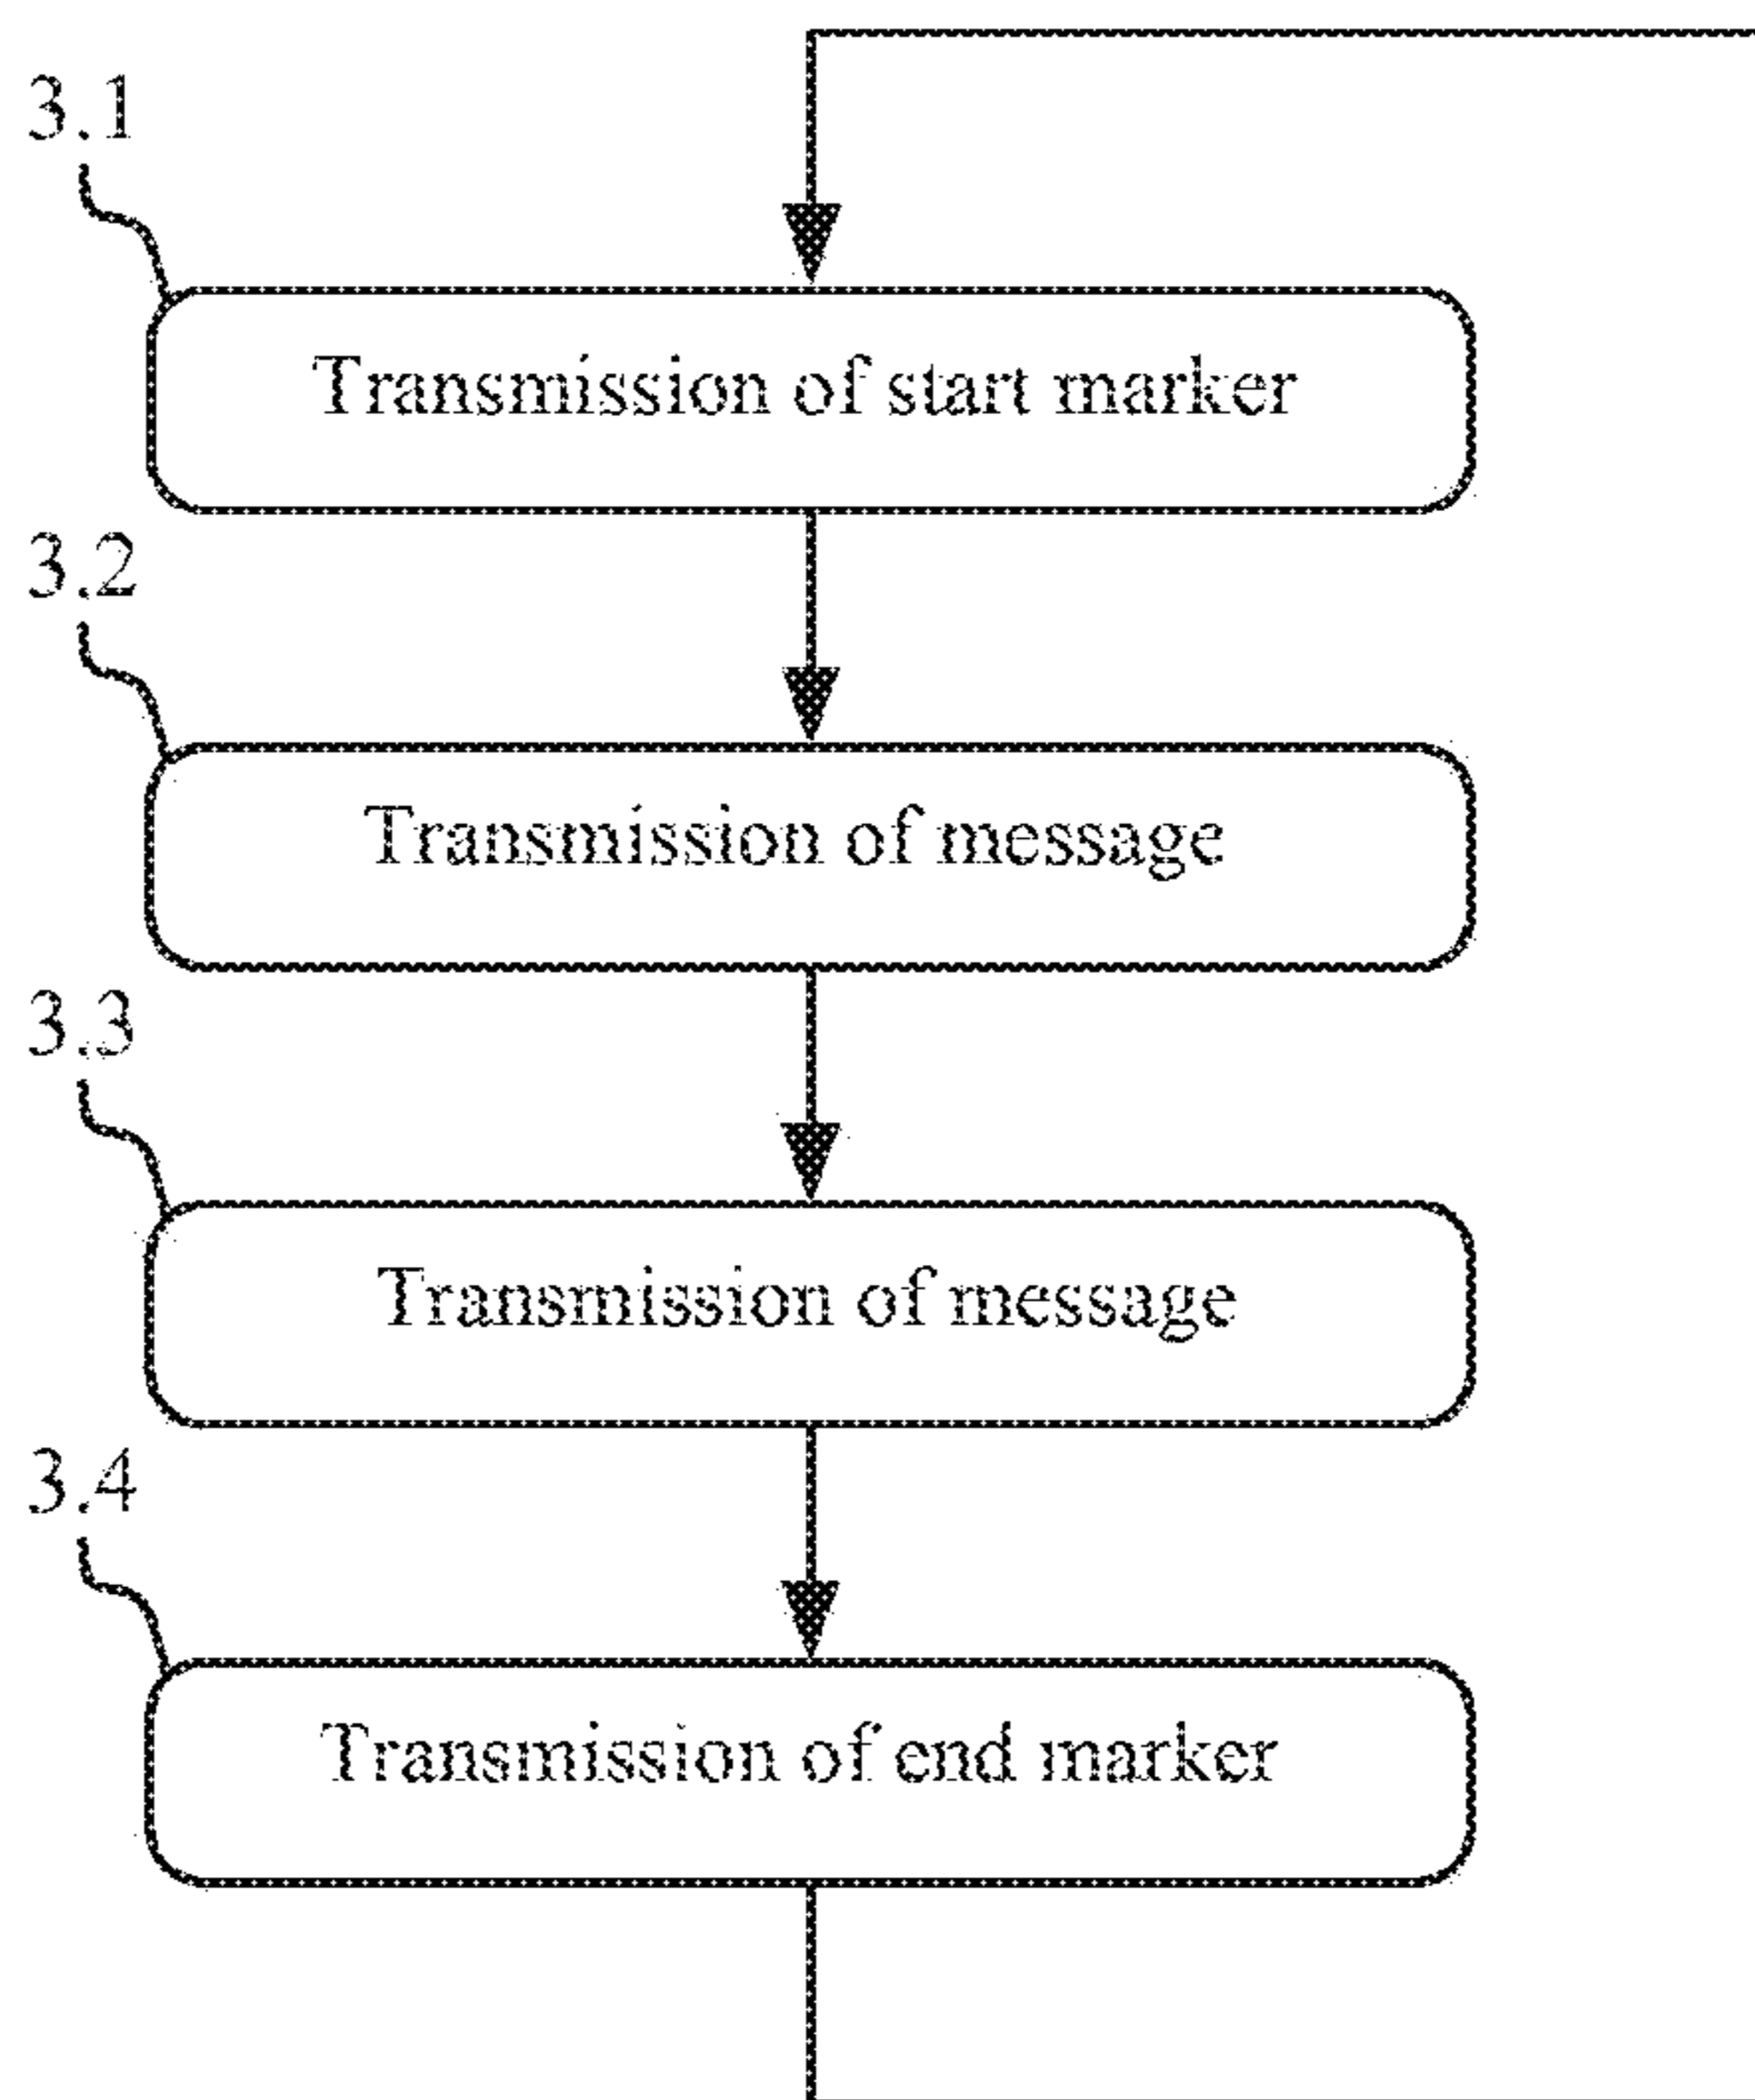 3.1
Transmission of start marker
3.2
Transmission of message
3.3
Transmission of message
3.4
Transmission of end marker